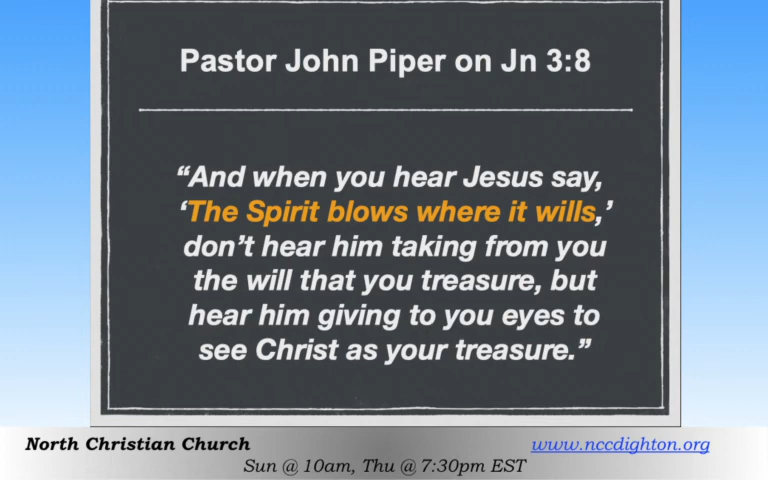 Pastor John Piper on Jn 3:8
“And when you hear Jesus say,
‘The Spirit blows where it wills,’
don’t hear him taking from you
the will that you treasure, but
hear him giving to you eyes to
see Christ as your treasure.”
North Christian Church
www.nccdighton.org
Sun @ 10am, Thu @ 7:30pm EST